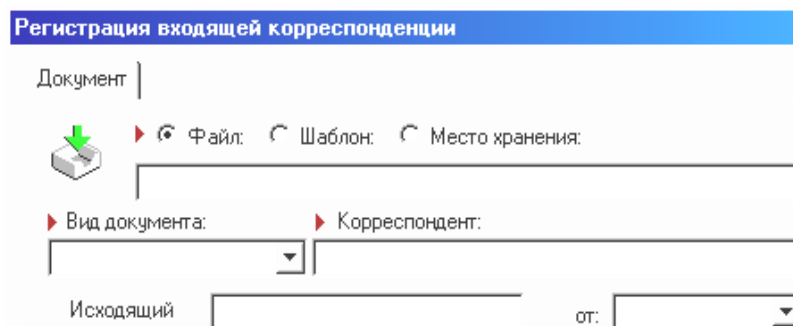 Регистрация входящей корреспонденции
Документ
Файл: Шаблон: Место хранения:
Вид документа: Корреспондент:
Исходящий от: